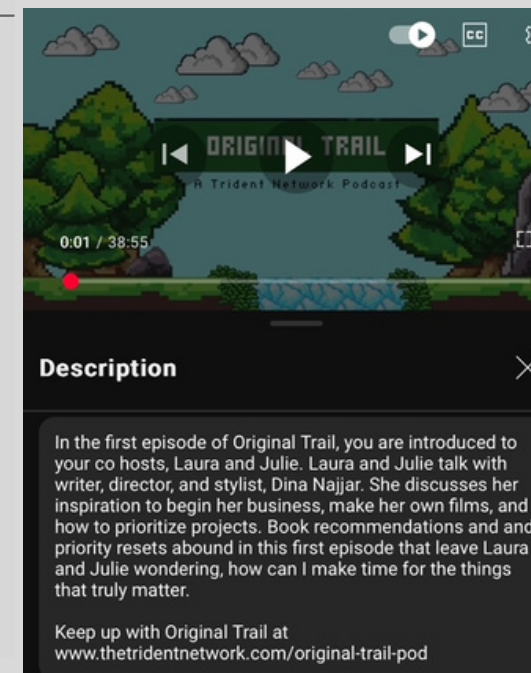 CC
ORIGINAL TRAIL
A Trident Network Podcast
0:01 / 38:55
Description
In the first episode of Original Trail, you are introduced to
your co hosts, Laura and Julie. Laura and Julie talk with
writer, director, and stylist, Dina Najjar. She discusses her
inspiration to begin her business, make her own films, and
how to prioritize projects. Book recommendations and and
priority resets abound in this first episode that leave Laura
and Julie wondering, how can I make time for the things
that truly matter.
Keep up with Original Trail at
www.thetridentnetwork.com/original-trail-pod